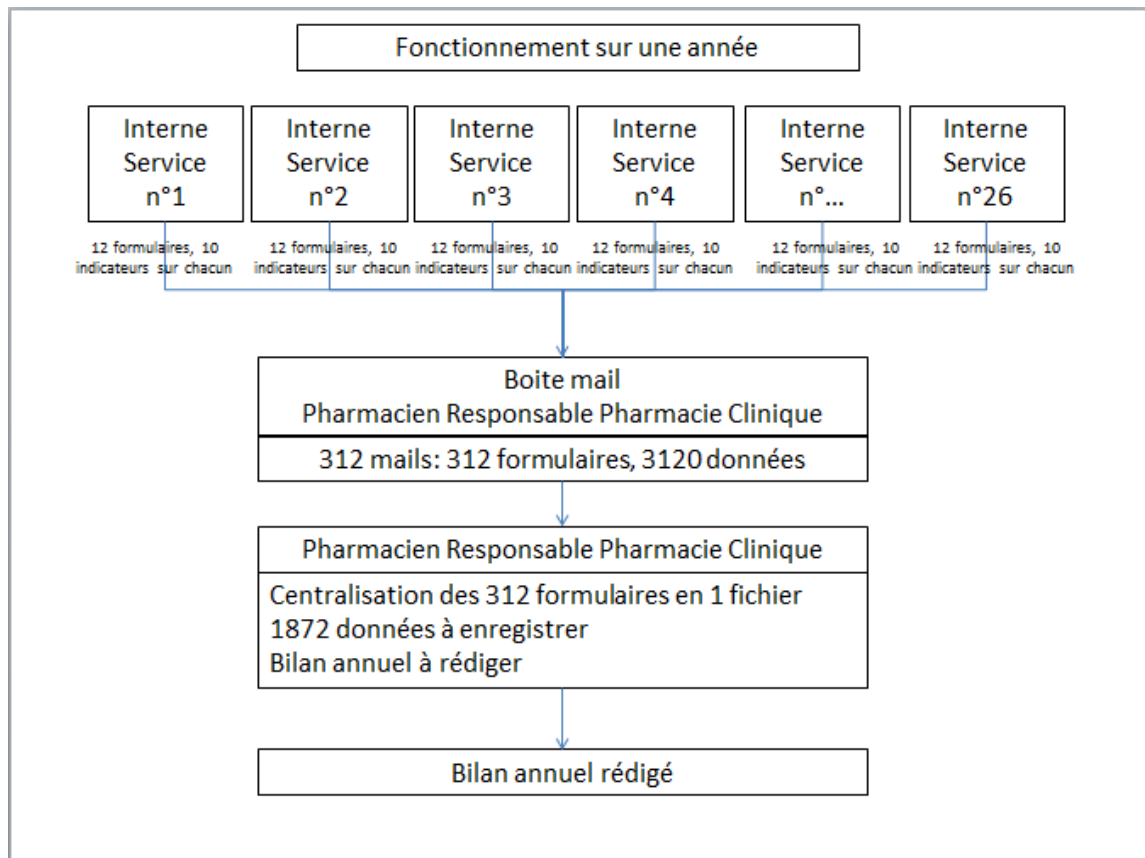 Fonctionnement sur une année
Interne
Service
n°1
Interne
Service
n°2
Interne
Service
n°3
Interne
Service
n°4
Interne
Service
n°...
Interne
Service
n°26
12 formulaires, 10
indicateurs sur chacun
12 formulaires, 10
indicateurs sur chacun
12 formulaires, 10
indicateurs sur chacun
12 formulaires, 10
indicateurs sur chacun
12 formulaires, 10
indicateurs sur chacun
12 formulaires, 10
indicateurs sur chacun
Boite mail
Pharmacien Responsable Pharmacie Clinique
312 mails: 312 formulaires, 3120 données
Pharmacien Responsable Pharmacie Clinique
Centralisation des 312 formulaires en 1 fichier
1872 données à enregistrer
Bilan annuel à rédiger
Bilan annuel rédigé